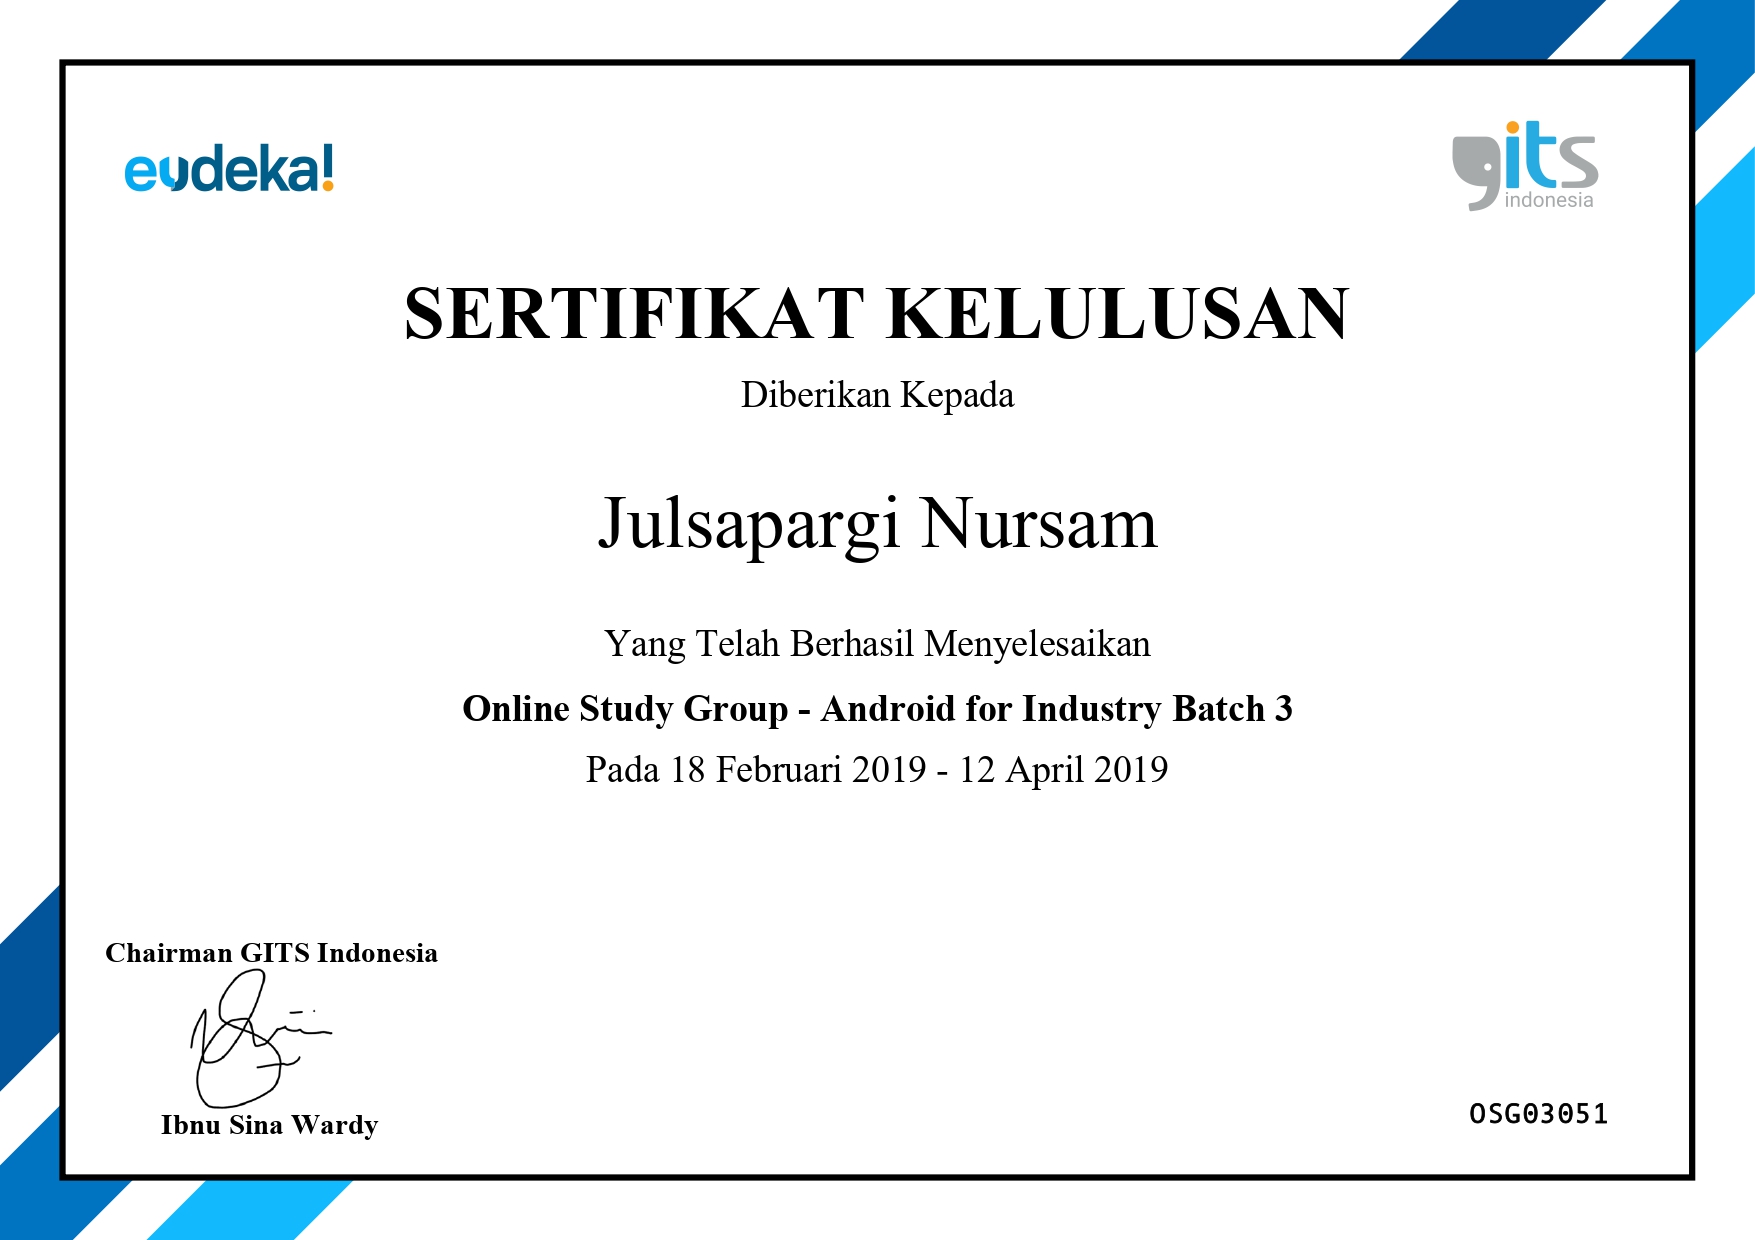 eudeka!
gits
indonesia
SERTIFIKAT KELULUSAN
Diberikan Kepada
Julsapargi Nursam
Yang Telah Berhasil Menyelesaikan
Online Study Group - Android for Industry Batch 3
Pada 18 Februari 2019 - 12 April 2019
Chairman GITS Indonesia
Ibnu Sina Wardy
OSG03051